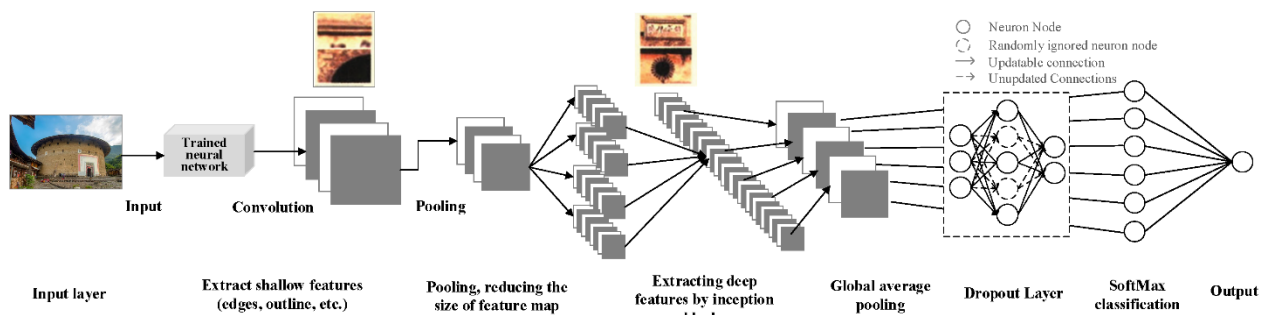 Neuron Node
Randomly ignored neuron node
Updatable connection
Unupdated Connections
Trained
neural
network
Input
Convolution
Pooling
Input layer
Extract shallow features
(edges, outline, etc.)
Pooling, reducing the
size of feature map
Extracting deep
features by inception
Global average
pooling
Dropout Layer
SoftMax
classification
Output